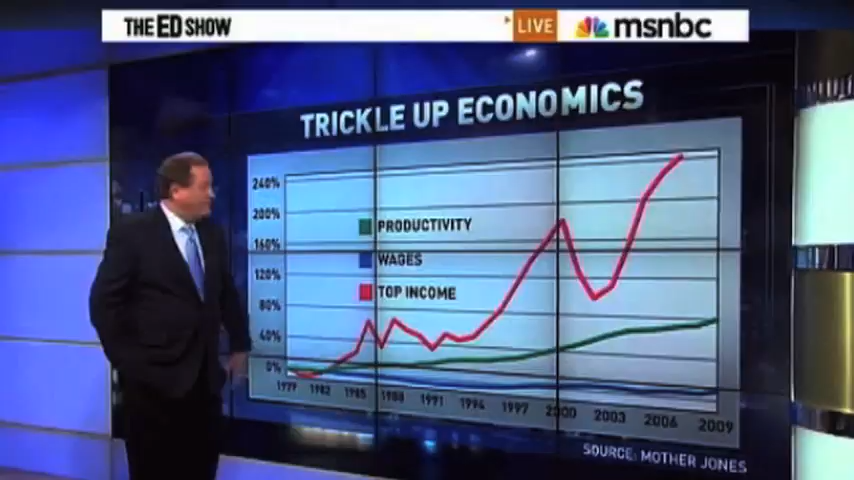 THE ED SHOW
LIVE
msnbc
TRICKLE UP ECONOMICS
240%
200%
160%
120%
80%
40%
0%
PRODUCTIVITY
WAGES
TOP INCOME
1979 1982 1985 1988 1991 1994 1997 2000 2003 2006 2009
SOURCE: MOTHER JONES